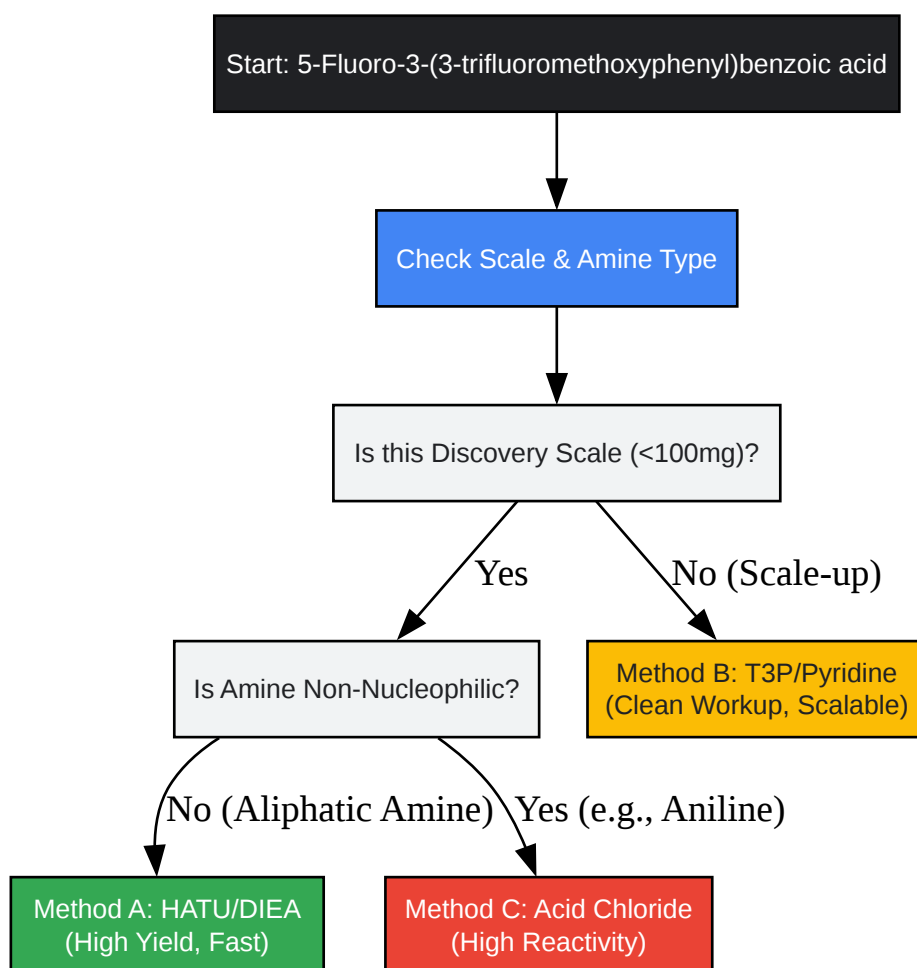 Start: 5-Fluoro-3-(3-trifluoromethoxyphenyl)benzoic acid
Check Scale & Amine Type
Is this Discovery Scale (<100mg)?
Yes
No (Scale-up)
Is Amine Non-Nucleophilic?
Method B: T3P/Pyridine
(Clean Workup, Scalable)
No (Aliphatic Amine)
Yes (e.g., Aniline)
Method A: HATU/DIEA
(High Yield, Fast)
Method C: Acid Chloride
(High Reactivity)